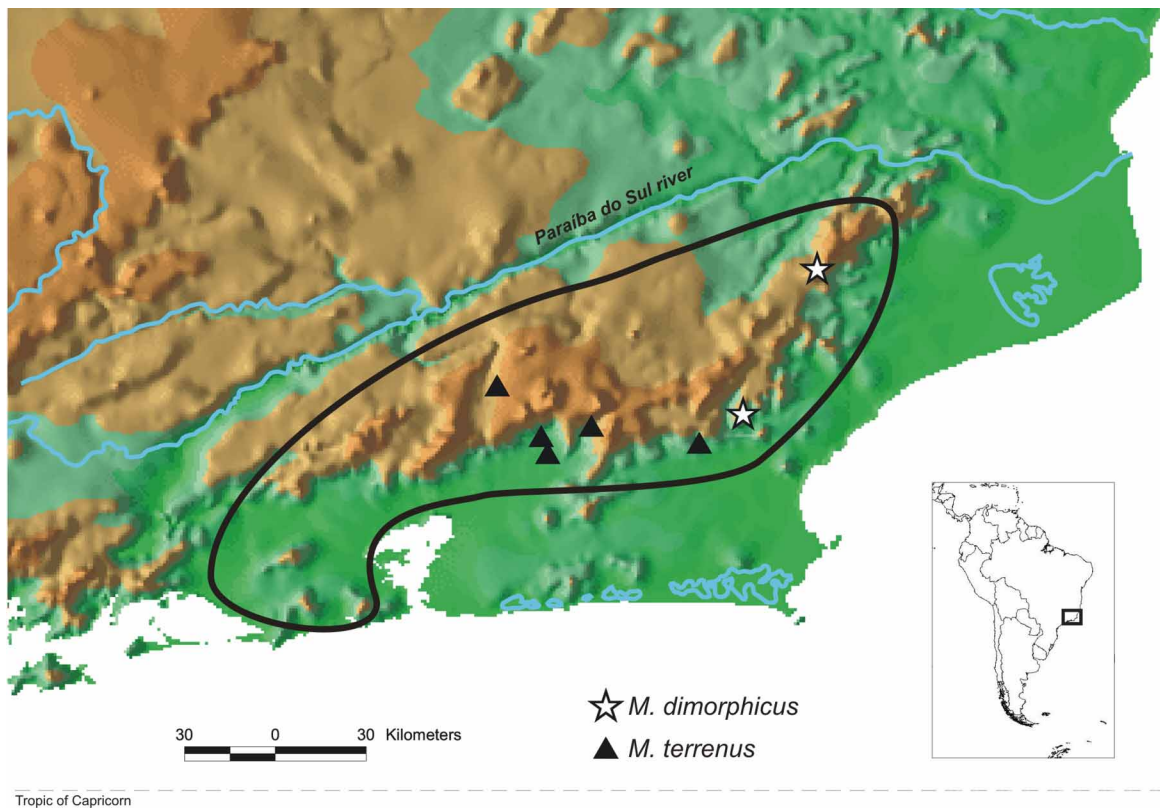 Paraíba do Sul river
M. dimorphicus
30 0 30 Kilometers
M. terrenus
Tropic of Capricorn